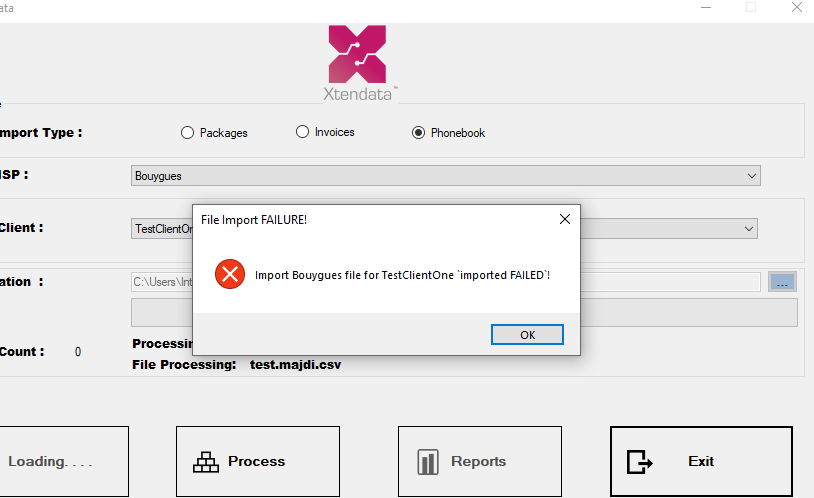 ata
Xtendata™
e
mport Type :
Packages
Invoices
Phonebook
ISP :
Bouygues
Client :
TestClientOn
File Import FAILURE!
Import Bouygues file for TestClientOne `imported FAILED`!
OK
ation :
C:\Users\Int
...
Count :
0
Processin
File Processing: test.majdi.csv
Loading. . . .
Process
Reports
Exit